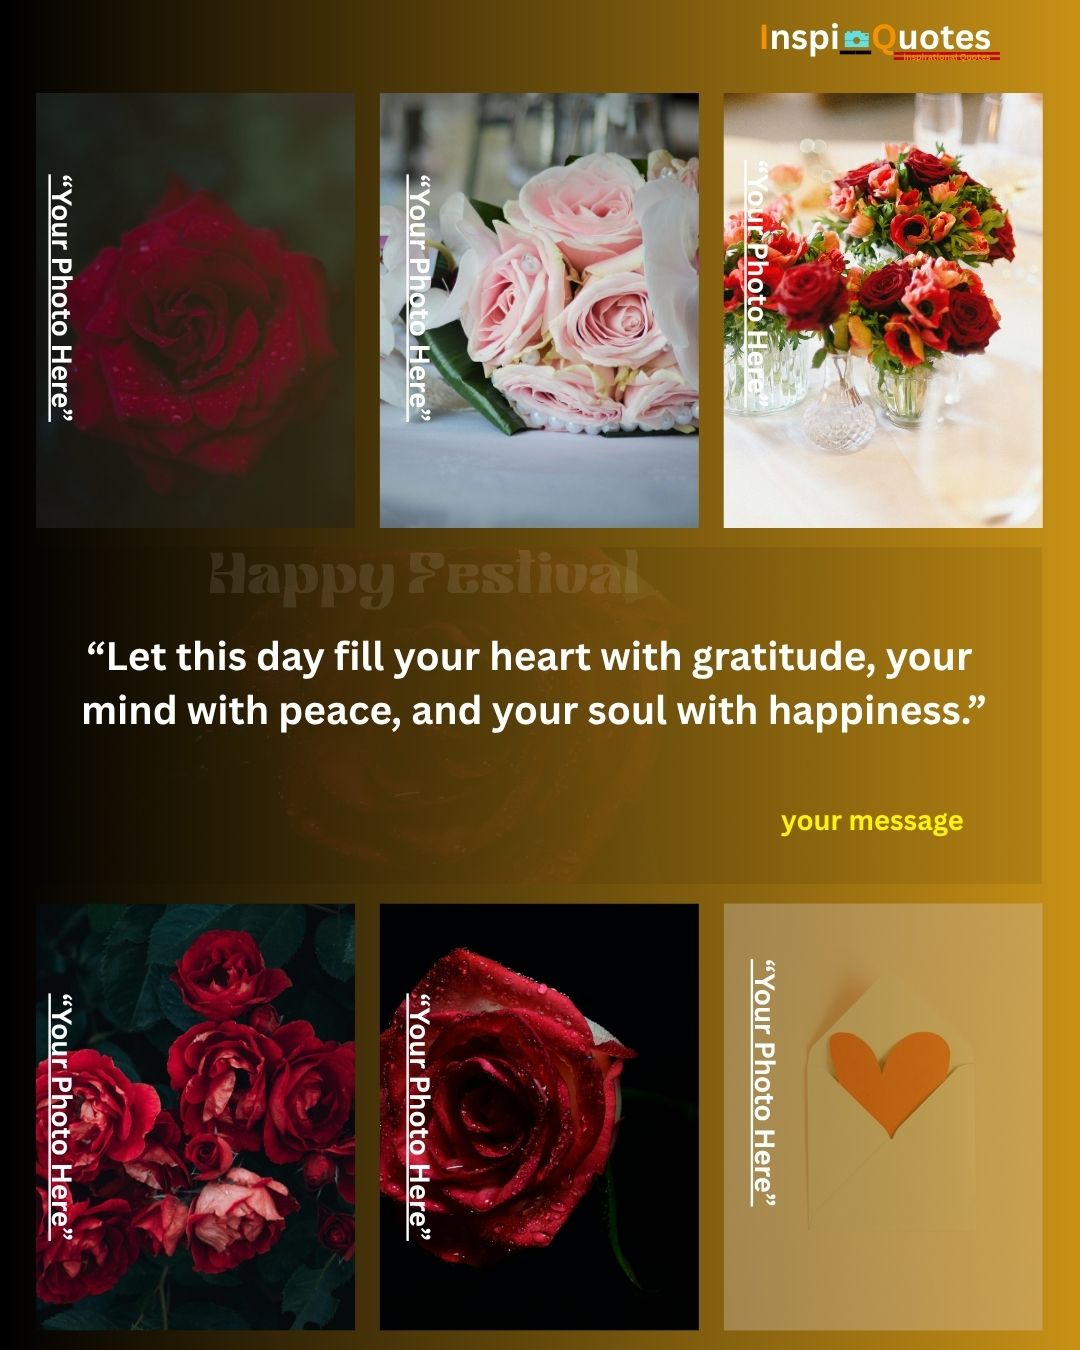 InspiQuotes
Inspirational Quotes
“Your Photo Here”
“Your Photo Here”
“Your Photo Here”
Happy Festival
“Let this day fill your heart with gratitude, your
mind with peace, and your soul with happiness.”
your message
“Your Photo Here”
“Your Photo Here”
“Your Photo Here”